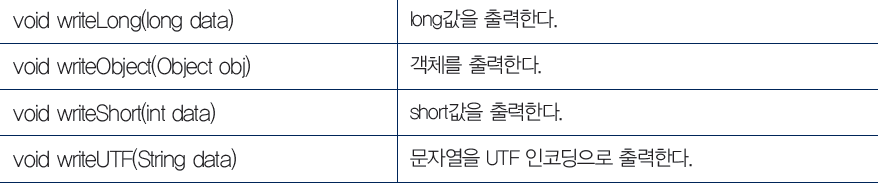 void writeLong(long data) long값을 출력한다.
void writeObject(Object obj) 객체를 출력한다.
void writeShort(int data) short값을 출력한다.
void writeUTF(String data) 문자열을 UTF 인코딩으로 출력한다.